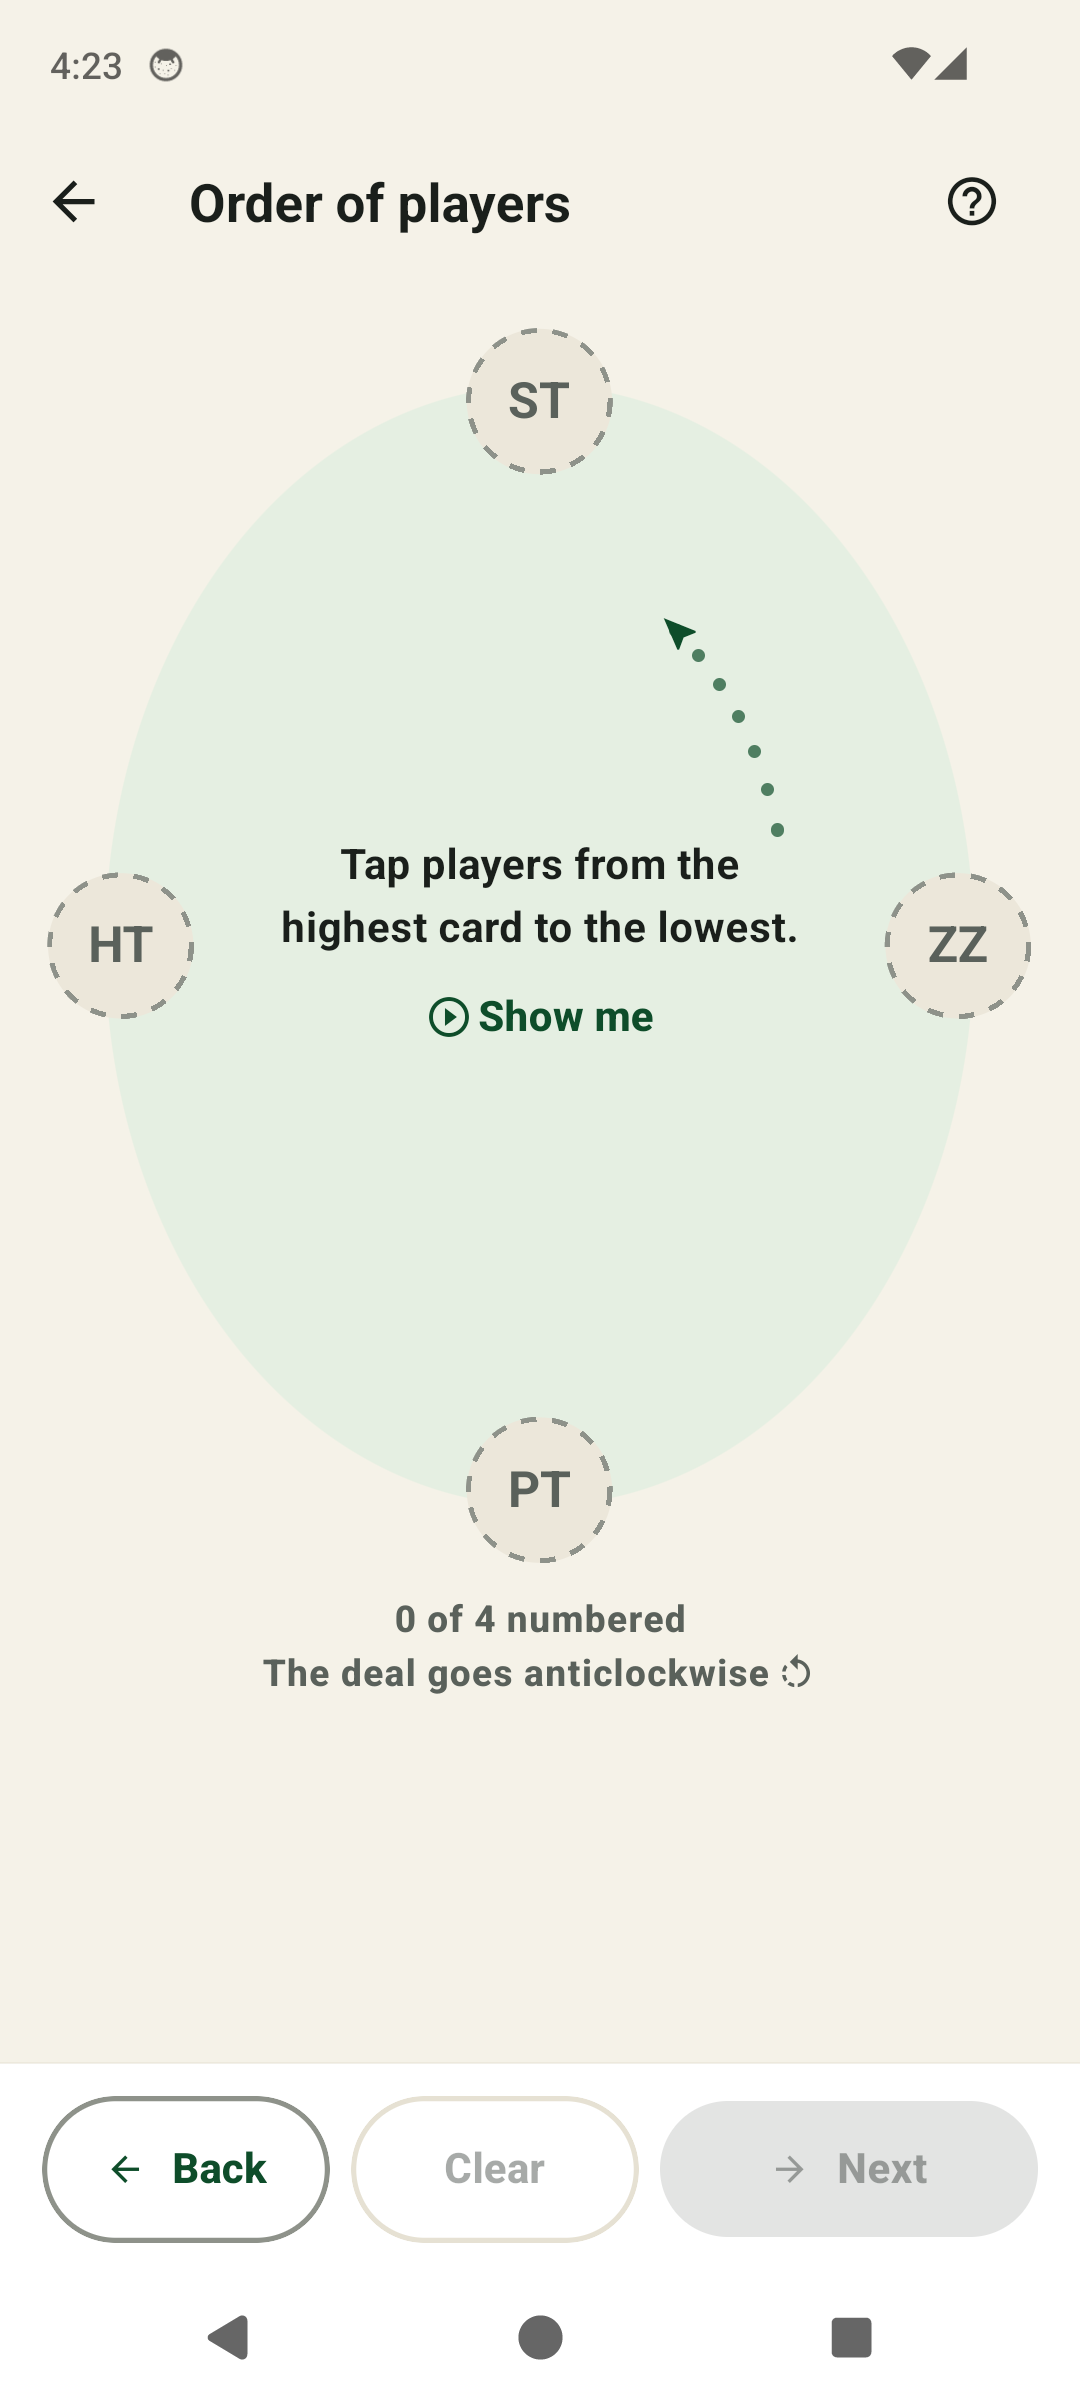 4:23
Order of players
ST
Tap players from the
highest card to the lowest.
HT
ZZ
Show me
PT
0 of 4 numbered
The deal goes anticlockwise
Back
Clear
Next